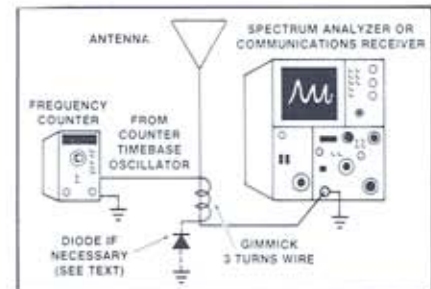 ANTENNA
SPECTRUM ANALYZER OR
COMMUNICATIONS RECEIVER
FREQUENCY
COUNTER
FROM
COUNTER
TIMEBASE
OSCILLATOR
DIODE IF
NECESSARY
(SEE TEXT)
GIMMICK
3 TURNS WIRE